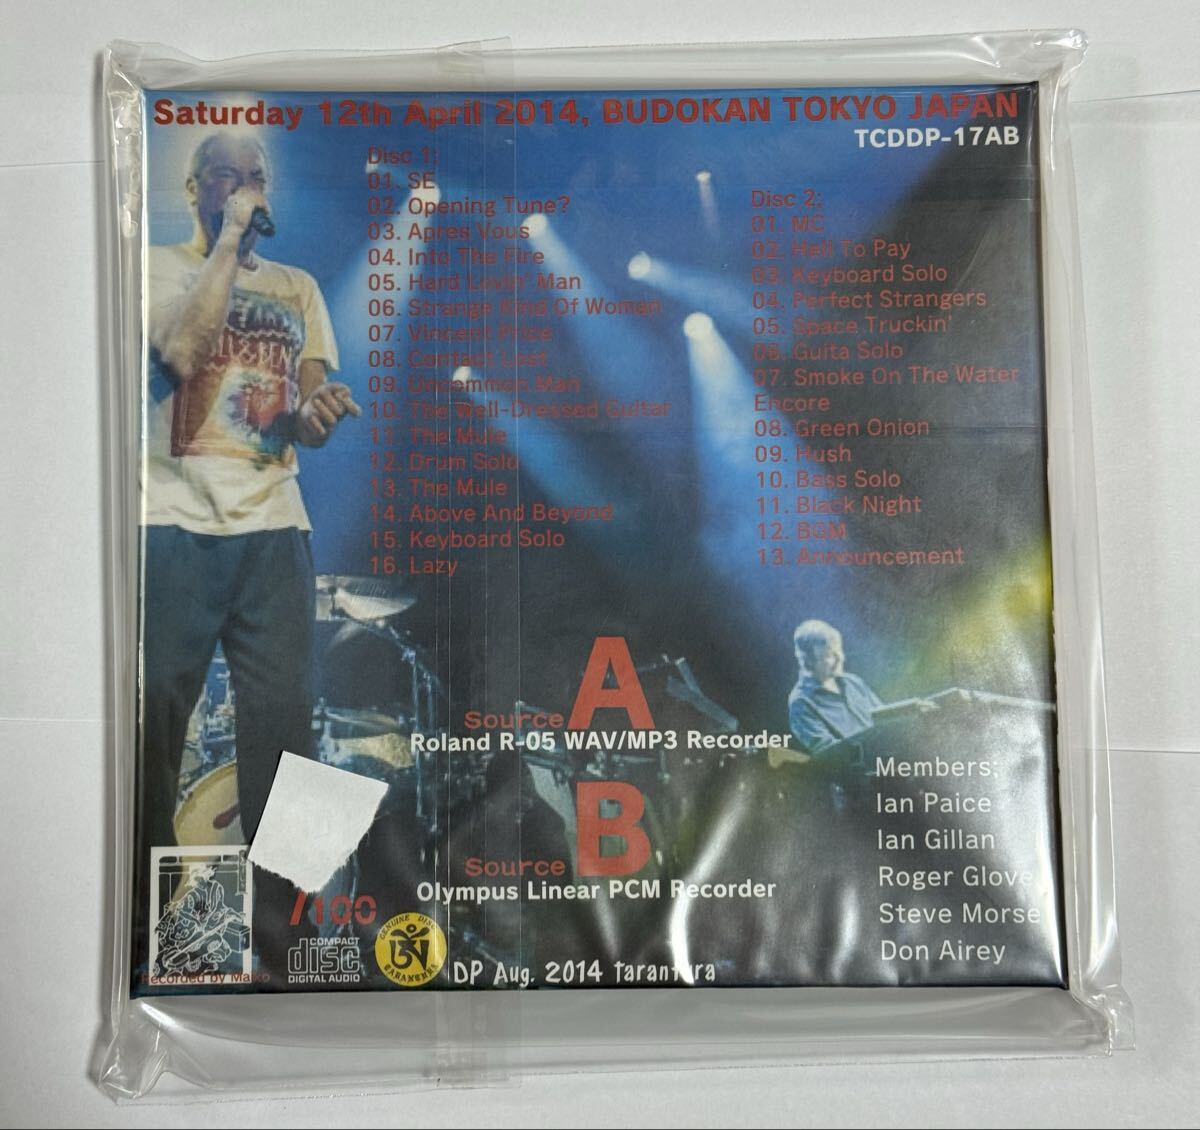 Saturday 12th April 2014, BUDOKAN TOKYO JAPAN
TCDDP-17AB
Disc 1:
01. SE
02. Opening Tune?
03. Apres Vous
04. Into The Fire
05. Hard Lovin' Man
06. Strange Kind Of Woman
07. Vincent Price
08. Contact Lost
09. Uncommon Man
10. The Well-Dressed Guitar
11. The Mule
12. Drum Solo
13. The Mule
14. Above And Beyond
15. Keyboard Solo
16. Lazy
Disc 2:
01. MC
02. Hell To Pay
03. Keyboard Solo
04. Perfect Strangers
05. Space Truckin'
06. Guita Solo
07. Smoke On The Water
Encore
08. Green Onion
09. Hush
10. Bass Solo
11. Black Night
12. BGM
13. Announcement
Source A
Roland R-05 WAV/MP3 Recorder
Source B
Olympus Linear PCM Recorder
Members:
Ian Paice
Ian Gillan
Roger Glove
Steve Morse
Don Airey
/100
COMPACT
disc
DIGITAL AUDIO
GENUINE DISC
TARANTURA
Recorded by
DP Aug. 2014 Tarantura